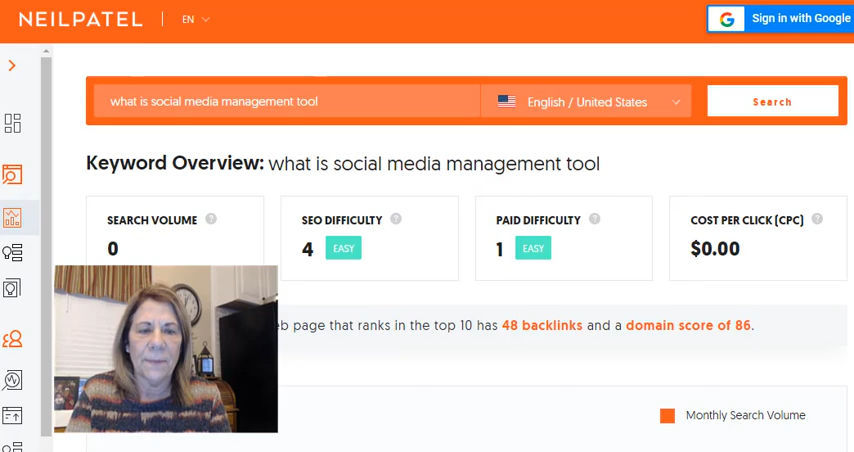 NEILPATEL
EN
Sign in with Google
what is social media management tool
English / United States
Search
Keyword Overview: what is social media management tool
SEARCH VOLUME ?
0
SEO DIFFICULTY ?
4 EASY
PAID DIFFICULTY ?
1 EASY
COST PER CLICK (CPC) ?
$0.00
page that ranks in the top 10 has 48 backlinks and a domain score of 86.
Monthly Search Volume